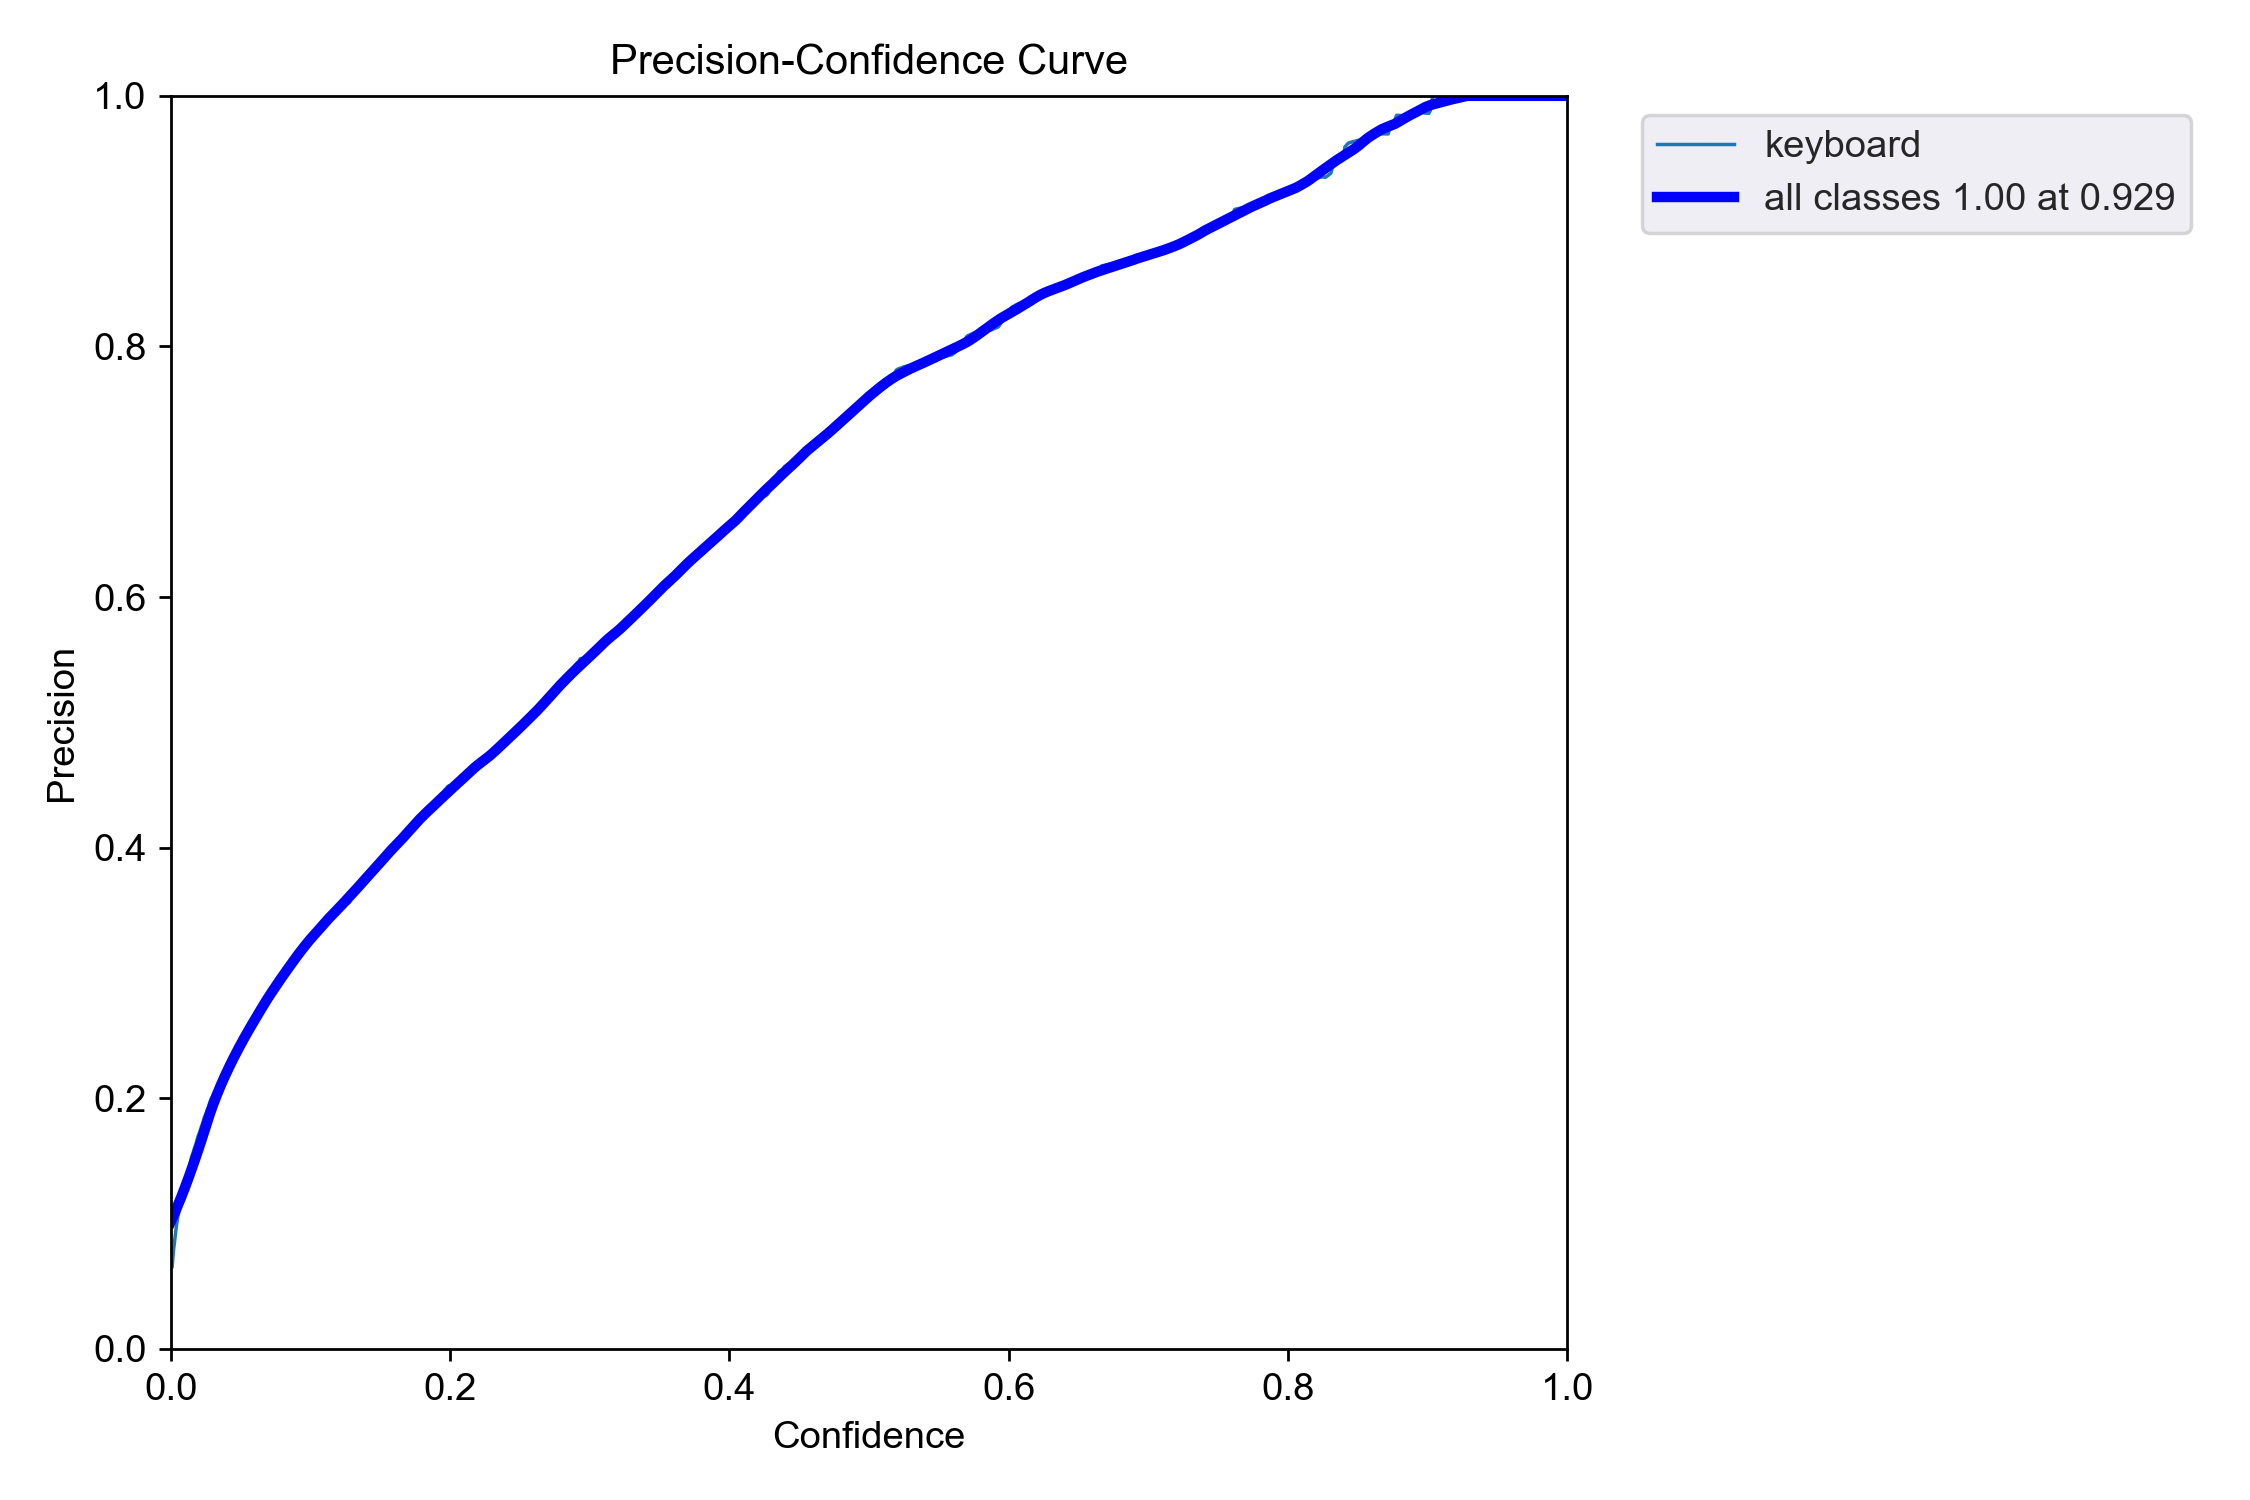 Precision-Confidence Curve
1.0
0.8
0.6
0.4
0.2
0.0
Precision
0.0 0.2 0.4 0.6 0.8 1.0
Confidence
keyboard
all classes 1.00 at 0.929